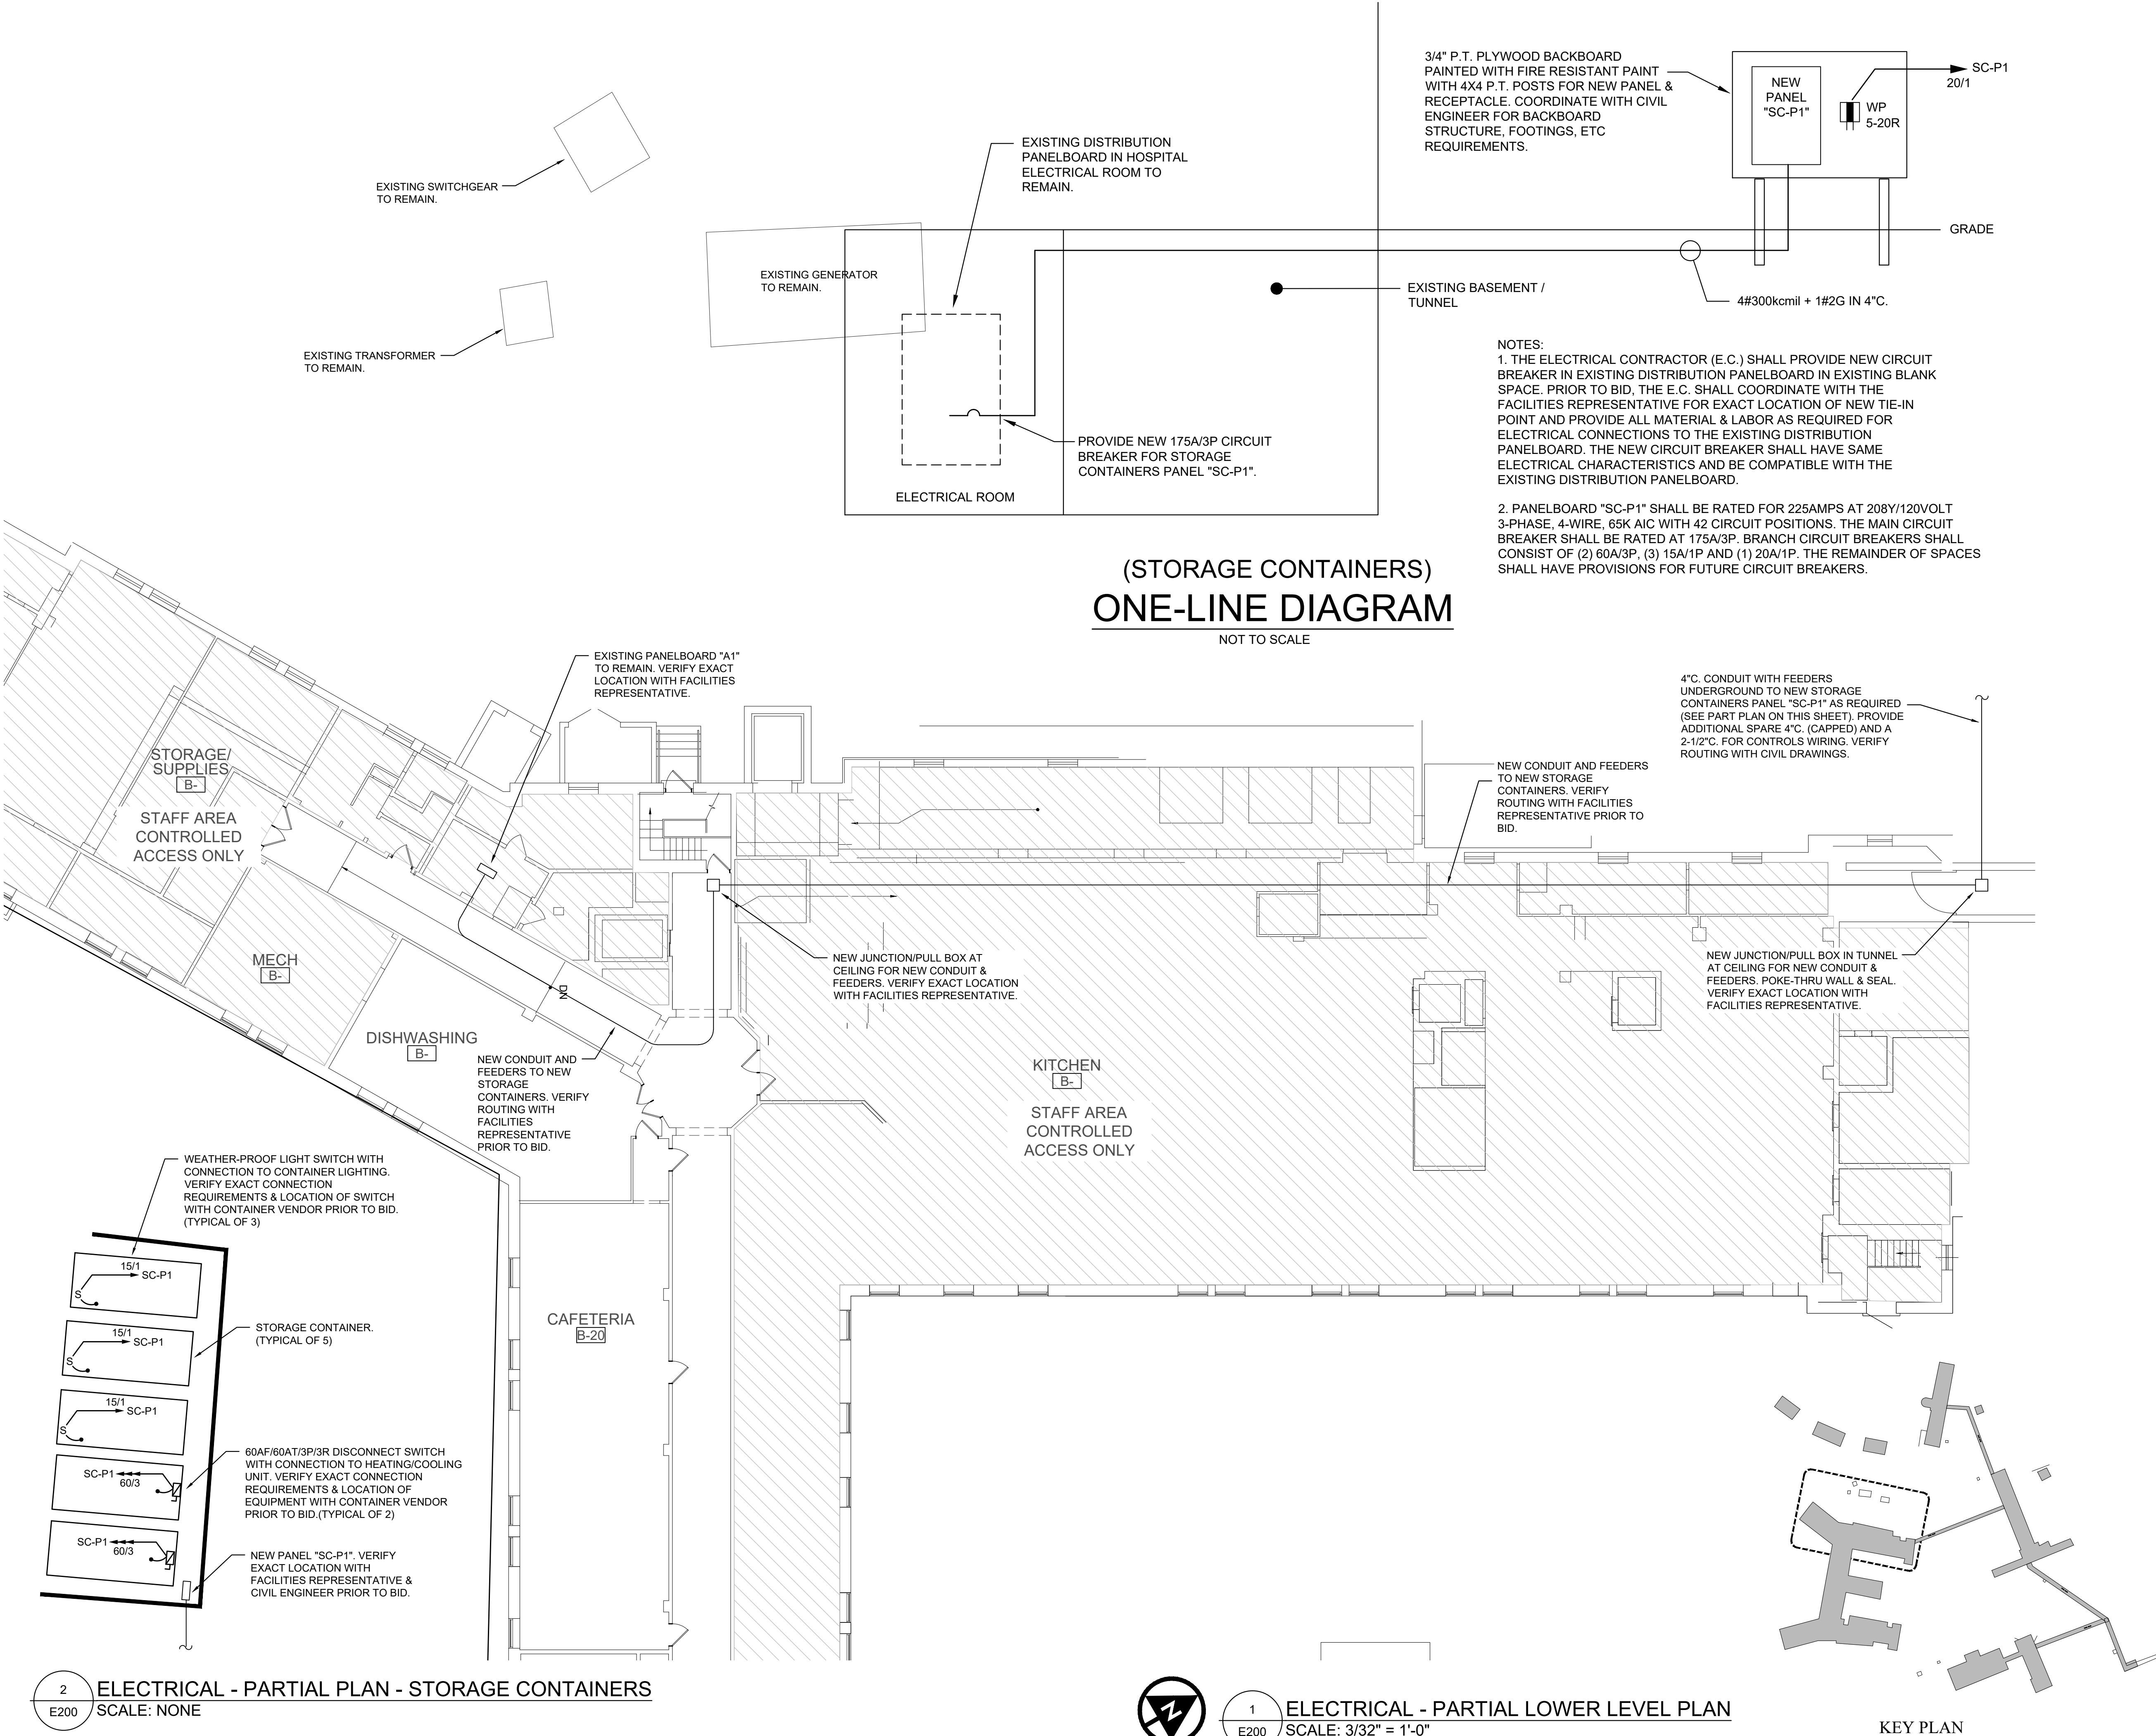 3/4" P.T. PLYWOOD BACKBOARD
PAINTED WITH FIRE RESISTANT PAINT
WITH 4X4 P.T. POSTS FOR NEW PANEL &
RECEPTACLE. COORDINATE WITH CIVIL
ENGINEER FOR BACKBOARD
STRUCTURE, FOOTINGS, ETC
REQUIREMENTS.
NEW
PANEL
"SC-P1"
WP
5-20R
SC-P1
20/1
EXISTING DISTRIBUTION
PANELBOARD IN HOSPITAL
ELECTRICAL ROOM TO
REMAIN.
EXISTING SWITCHGEAR
TO REMAIN.
GRADE
EXISTING GENERATOR
TO REMAIN.
EXISTING BASEMENT /
TUNNEL
4#300kcmil + 1#2G IN 4"C.
EXISTING TRANSFORMER
TO REMAIN.
PROVIDE NEW 175A/3P CIRCUIT
BREAKER FOR STORAGE
CONTAINERS PANEL "SC-P1".
ELECTRICAL ROOM
NOTES:
1. THE ELECTRICAL CONTRACTOR (E.C.) SHALL PROVIDE NEW CIRCUIT
BREAKER IN EXISTING DISTRIBUTION PANELBOARD IN EXISTING BLANK
SPACE. PRIOR TO BID, THE E.C. SHALL COORDINATE WITH THE
FACILITIES REPRESENTATIVE FOR EXACT LOCATION OF NEW TIE-IN
POINT AND PROVIDE ALL MATERIAL & LABOR AS REQUIRED FOR
ELECTRICAL CONNECTIONS TO THE EXISTING DISTRIBUTION
PANELBOARD. THE NEW CIRCUIT BREAKER SHALL HAVE SAME
ELECTRICAL CHARACTERISTICS AND BE COMPATIBLE WITH THE
EXISTING DISTRIBUTION PANELBOARD.
2. PANELBOARD "SC-P1" SHALL BE RATED FOR 225AMPS AT 208Y/120VOLT
3-PHASE, 4-WIRE, 65K AIC WITH 42 CIRCUIT POSITIONS. THE MAIN CIRCUIT
BREAKER SHALL BE RATED AT 175A/3P. BRANCH CIRCUIT BREAKERS SHALL
CONSIST OF (2) 60A/3P, (3) 15A/1P AND (1) 20A/1P. THE REMAINDER OF SPACES
SHALL HAVE PROVISIONS FOR FUTURE CIRCUIT BREAKERS.
(STORAGE CONTAINERS)
ONE-LINE DIAGRAM
NOT TO SCALE
EXISTING PANELBOARD "A1"
TO REMAIN. VERIFY EXACT
LOCATION WITH FACILITIES
REPRESENTATIVE.
4"C. CONDUIT WITH FEEDERS
UNDERGROUND TO NEW STORAGE
CONTAINERS PANEL "SC-P1" AS REQUIRED
(SEE PART PLAN ON THIS SHEET). PROVIDE
ADDITIONAL SPARE 4"C. (CAPPED) AND A
2-1/2"C. FOR CONTROLS WIRING. VERIFY
ROUTING WITH CIVIL DRAWINGS.
NEW CONDUIT AND FEEDERS
TO NEW STORAGE
CONTAINERS. VERIFY
ROUTING WITH FACILITIES
REPRESENTATIVE PRIOR TO
BID.
STORAGE/
SUPPLIES
B-
STAFF AREA
CONTROLLED
ACCESS ONLY
MECH
B-
DN
DISHWASHING
B-
NEW JUNCTION/PULL BOX AT
CEILING FOR NEW CONDUIT &
FEEDERS. VERIFY EXACT LOCATION
WITH FACILITIES REPRESENTATIVE.
NEW JUNCTION/PULL BOX IN TUNNEL
AT CEILING FOR NEW CONDUIT &
FEEDERS. POKE-THRU WALL & SEAL.
VERIFY EXACT LOCATION WITH
FACILITIES REPRESENTATIVE.
NEW CONDUIT AND
FEEDERS TO NEW
STORAGE
CONTAINERS. VERIFY
ROUTING WITH
FACILITIES
REPRESENTATIVE
PRIOR TO BID.
KITCHEN
B-
STAFF AREA
CONTROLLED
ACCESS ONLY
WEATHER-PROOF LIGHT SWITCH WITH
CONNECTION TO CONTAINER LIGHTING.
VERIFY EXACT CONNECTION
REQUIREMENTS & LOCATION OF SWITCH
WITH CONTAINER VENDOR PRIOR TO BID.
(TYPICAL OF 3)
15/1
SC-P1
S
15/1
SC-P1
S
STORAGE CONTAINER.
(TYPICAL OF 5)
15/1
SC-P1
S
CAFETERIA
B-20
60AF/60AT/3P/3R DISCONNECT SWITCH
WITH CONNECTION TO HEATING/COOLING
UNIT. VERIFY EXACT CONNECTION
REQUIREMENTS & LOCATION OF
EQUIPMENT WITH CONTAINER VENDOR
PRIOR TO BID.(TYPICAL OF 2)
SC-P1
60/3
SC-P1
60/3
NEW PANEL "SC-P1". VERIFY
EXACT LOCATION WITH
FACILITIES REPRESENTATIVE &
CIVIL ENGINEER PRIOR TO BID.
2
E200
ELECTRICAL - PARTIAL PLAN - STORAGE CONTAINERS
SCALE: NONE
N
1
E200
ELECTRICAL - PARTIAL LOWER LEVEL PLAN
SCALE: 3/32" = 1'-0"
KEY PLAN